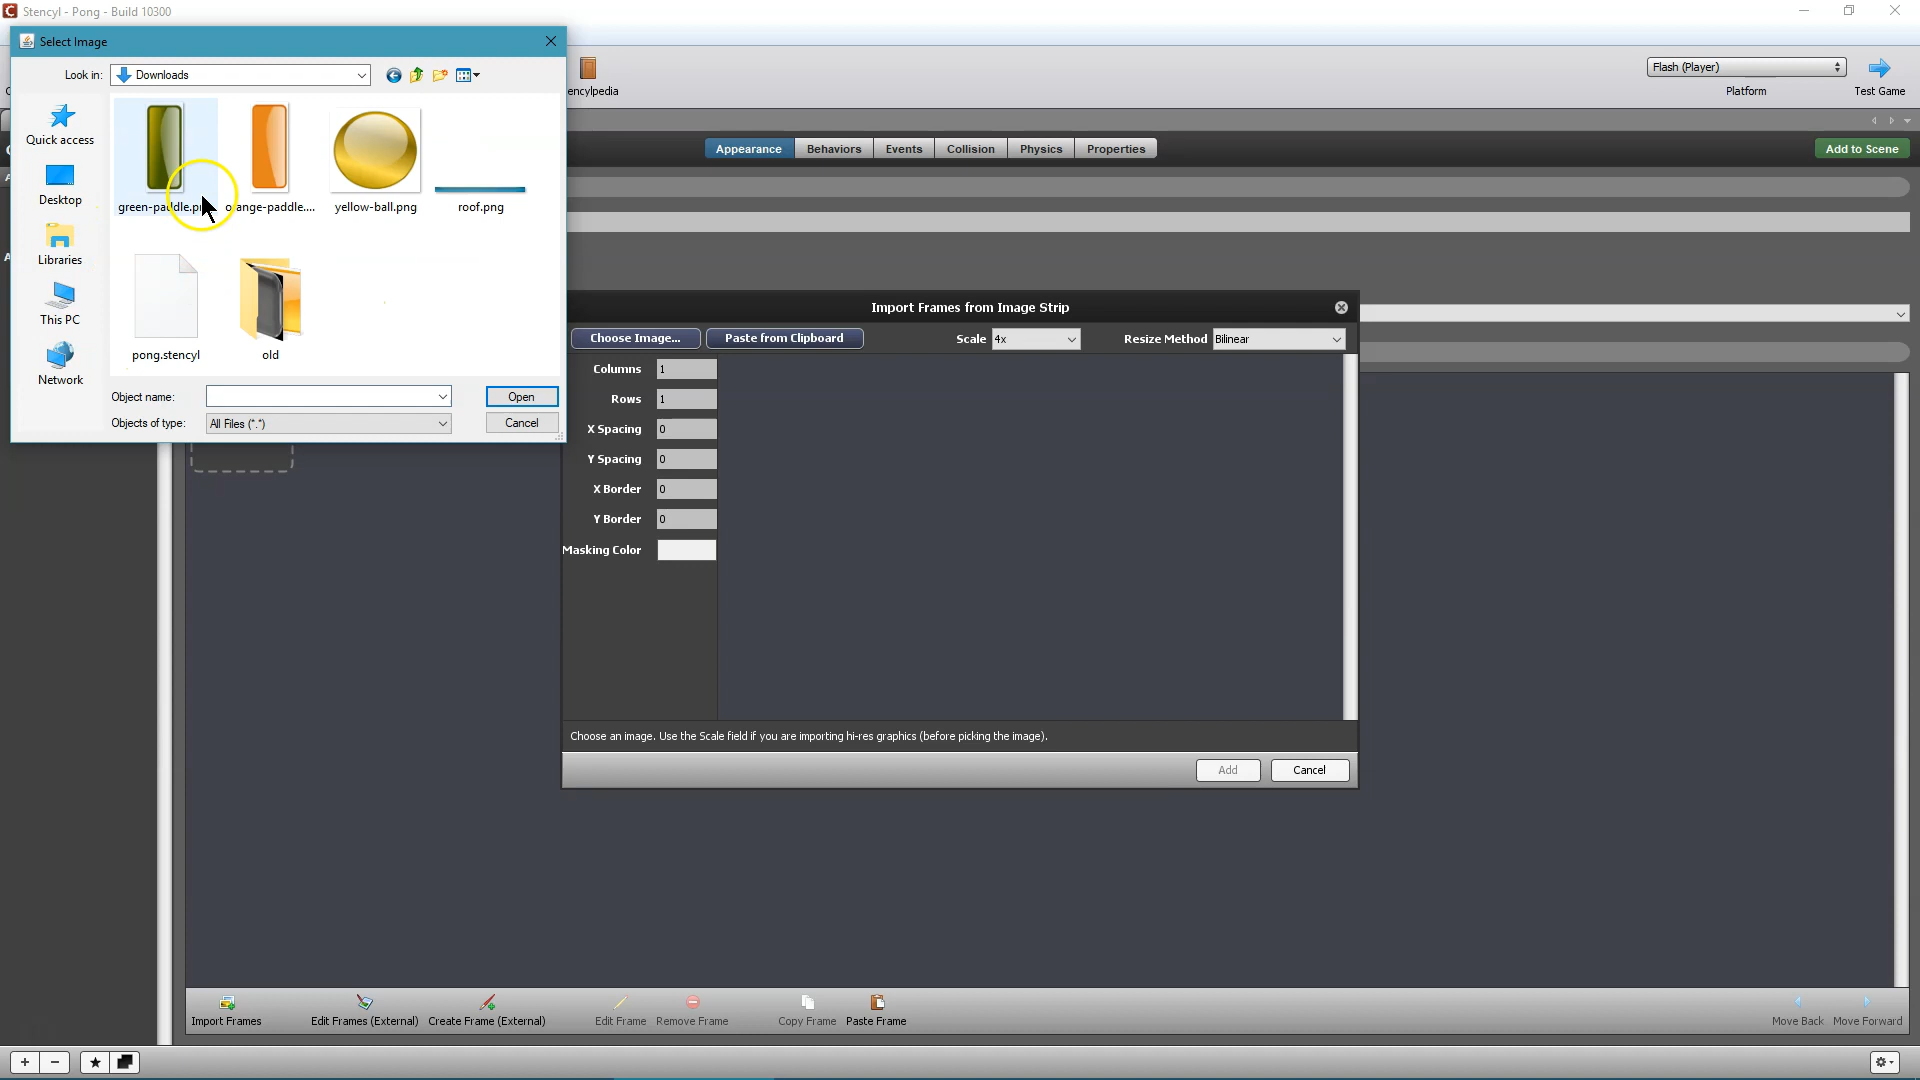 Stencyl - Pong - Build 10300
Select Image
Look in: Downloads
Quick access
Desktop
Libraries
This PC
Network
yellow-ball.png
roof.png
pong.stencyl
old
Object name:
Open
Objects of type: All Files (*.*)
Cancel
encylpedia
Flash (Player)
Platform
Test Game
Appearance Behaviors Events Collision Physics Properties
Add to Scene
Import Frames from Image Strip
Choose Image...
Paste from Clipboard
Scale 4x
Resize Method Bilinear
Columns 1
Rows 1
X Spacing 0
Y Spacing 0
X Border 0
Y Border 0
Masking Color
Choose an image. Use the Scale field if you are importing hi-res graphics (before picking the image).
Add
Cancel
Import Frames
Edit Frames (External)
Create Frame (External)
Edit Frame
Remove Frame
Copy Frame
Paste Frame
Move Back
Move Forward